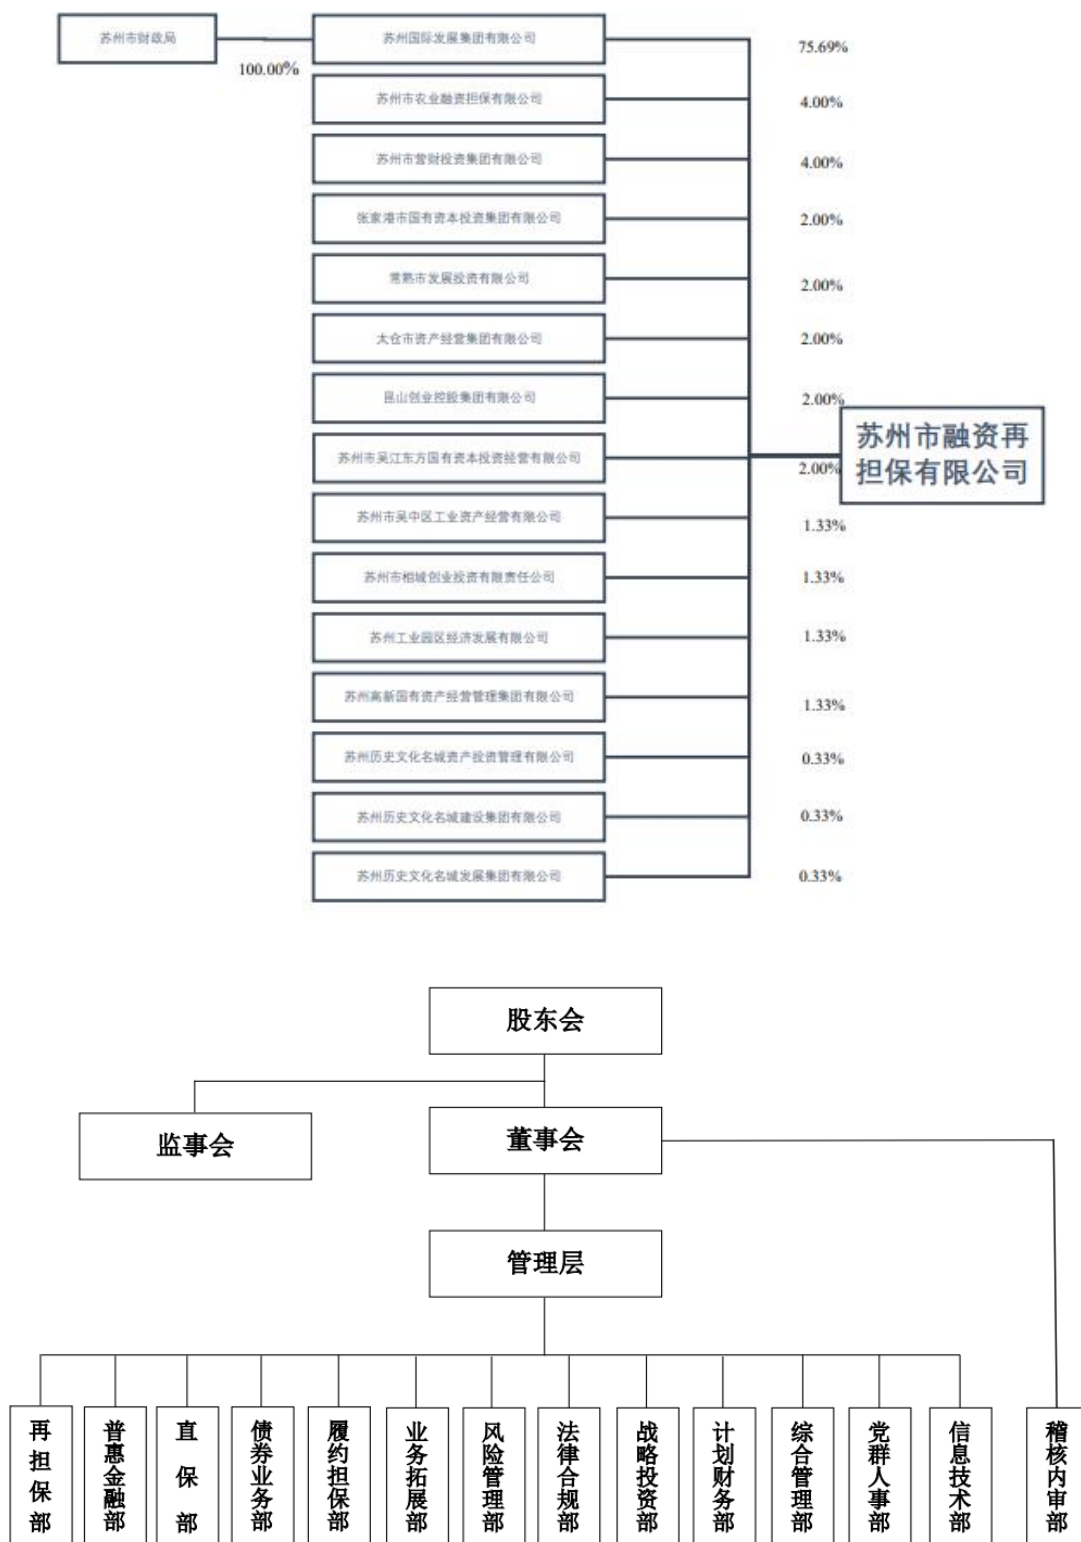 苏州市财政局
100.00%
苏州国际发展集团有限公司
75.69%
苏州市农业融资担保有限公司
4.00%
苏州市营财投资集团有限公司
4.00%
张家港市国有资本投资集团有限公司
2.00%
常熟市发展投资有限公司
2.00%
太仓市资产经营集团有限公司
2.00%
昆山创业控股集团有限公司
2.00%
苏州市吴江东方国有资本投资经营有限公司
2.00%
苏州市吴中区工业资产经营有限公司
1.33%
苏州市相城创业投资有限责任公司
1.33%
苏州工业园区经济发展有限公司
1.33%
苏州高新国有资产经营管理集团有限公司
1.33%
苏州历史文化名城资产投资管理有限公司
0.33%
苏州历史文化名城建设集团有限公司
0.33%
苏州历史文化名城发展集团有限公司
0.33%
苏州市融资再
担保有限公司
股东会
监事会
董事会
管理层
再担保部
普惠金融部
直保部
债券业务部
履约担保部
业务拓展部
风险管理部
法律合规部
战略投资部
计划财务部
综合管理部
党群人事部
信息技术部
稽核内审部